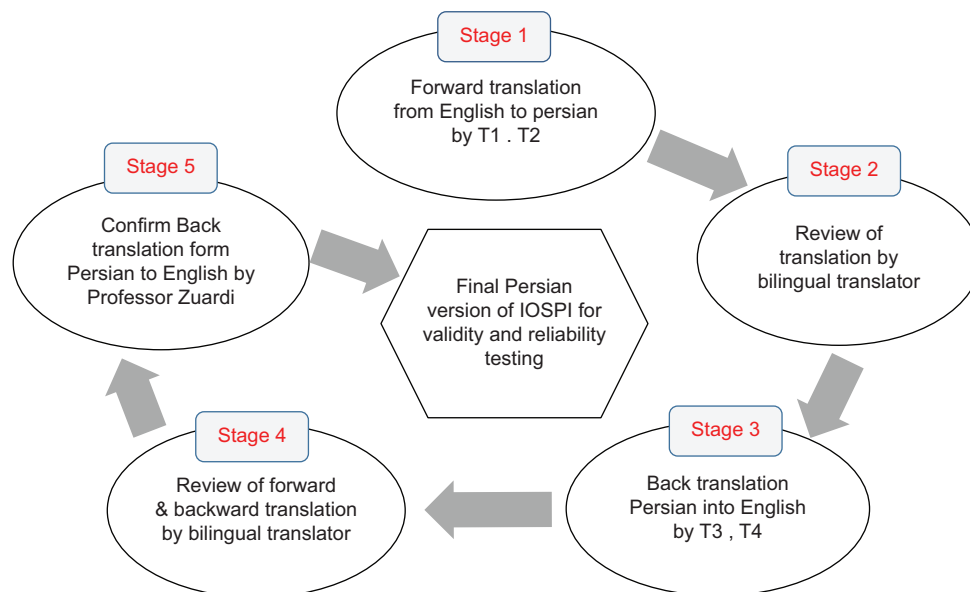 Stage 1
Forward translation
from English to persian
by T1 . T2
Stage 2
Review of
translation by
bilingual translator
Stage 3
Back translation
Persian into English
by T3 , T4
Stage 4
Review of forward
& backward translation
by bilingual translator
Stage 5
Confirm Back
translation form
Persian to English by
Professor Zuardi
Final Persian
version of IOSPI for
validity and reliability
testing